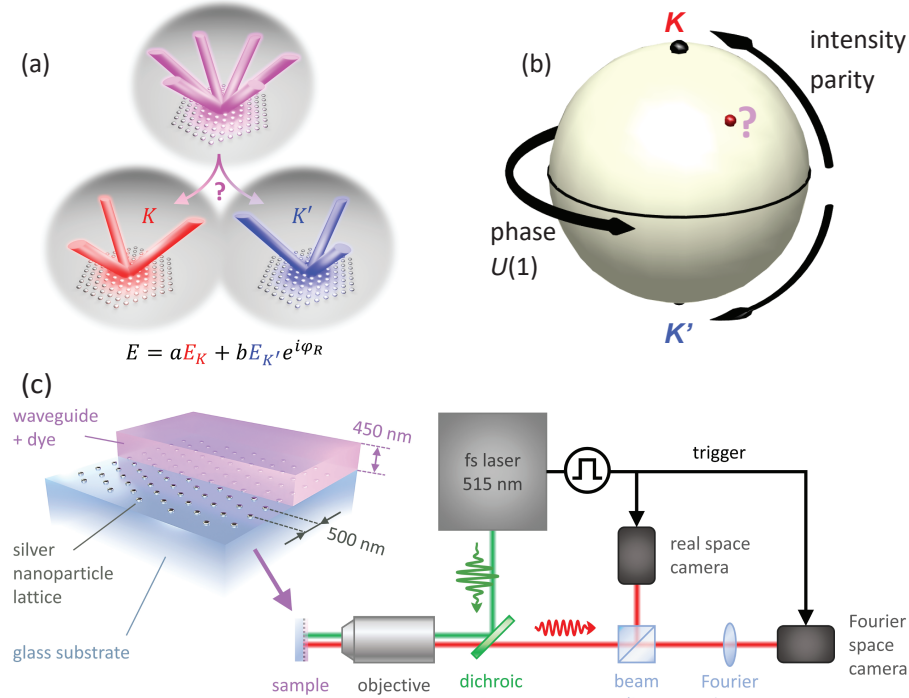 (a)
?
K
K'
E = aE_K + bE_K' e^{iφ_R}
(b)
K
intensity
parity
?
phase
U(1)
K'
(c)
waveguide
+ dye
450 nm
500 nm
silver
nanoparticle
lattice
glass substrate
fs laser
515 nm
trigger
real space
camera
Fourier
space
camera
sample
objective
dichroic
beam
Fourier